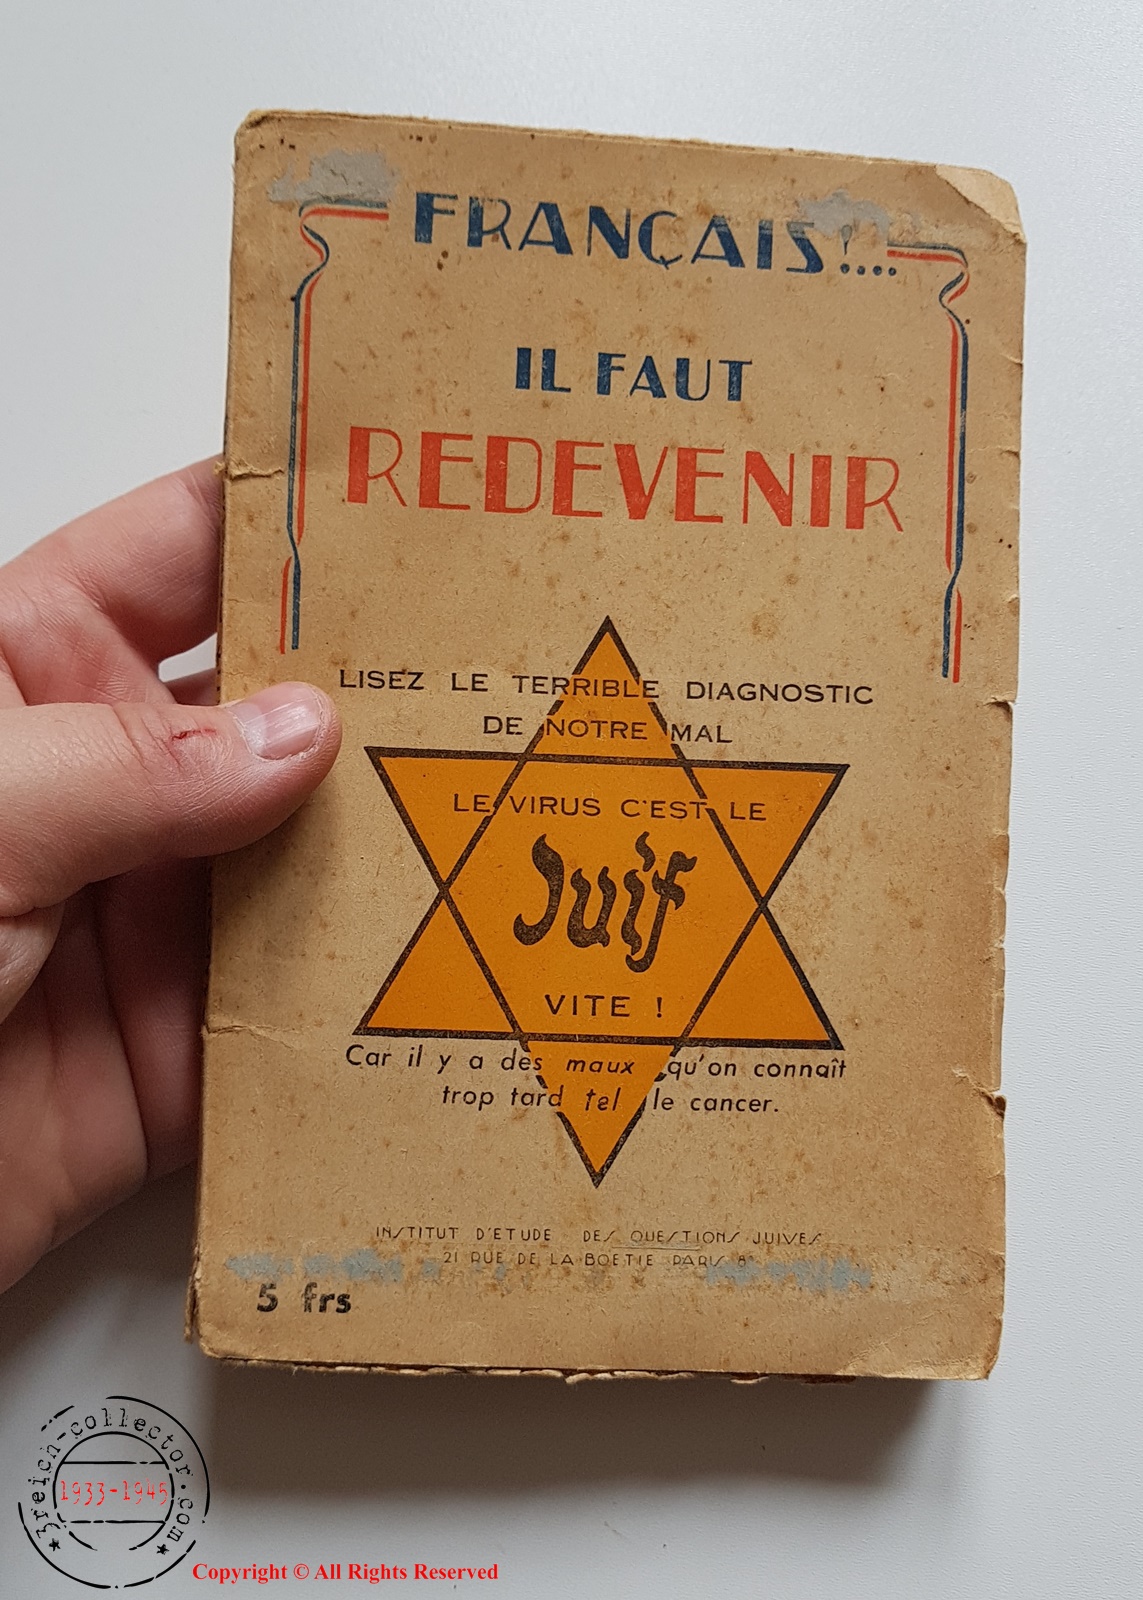 FRANÇAIS!....
IL FAUT
REDEVENIR
LISEZ LE TERRIBLE DIAGNOSTIC
DE NOTRE MAL
LE VIRUS C'EST LE
Juif
VITE !
Car il y a des maux qu'on connaît
trop tard tel le cancer.
INSTITUT D'ETUDE DES QUESTIONS JUIVES
21 RUE DE LA BOETIE PARIS 8e
5 frs
3reich-collector.com
1933-1945
Copyright © All Rights Reserved